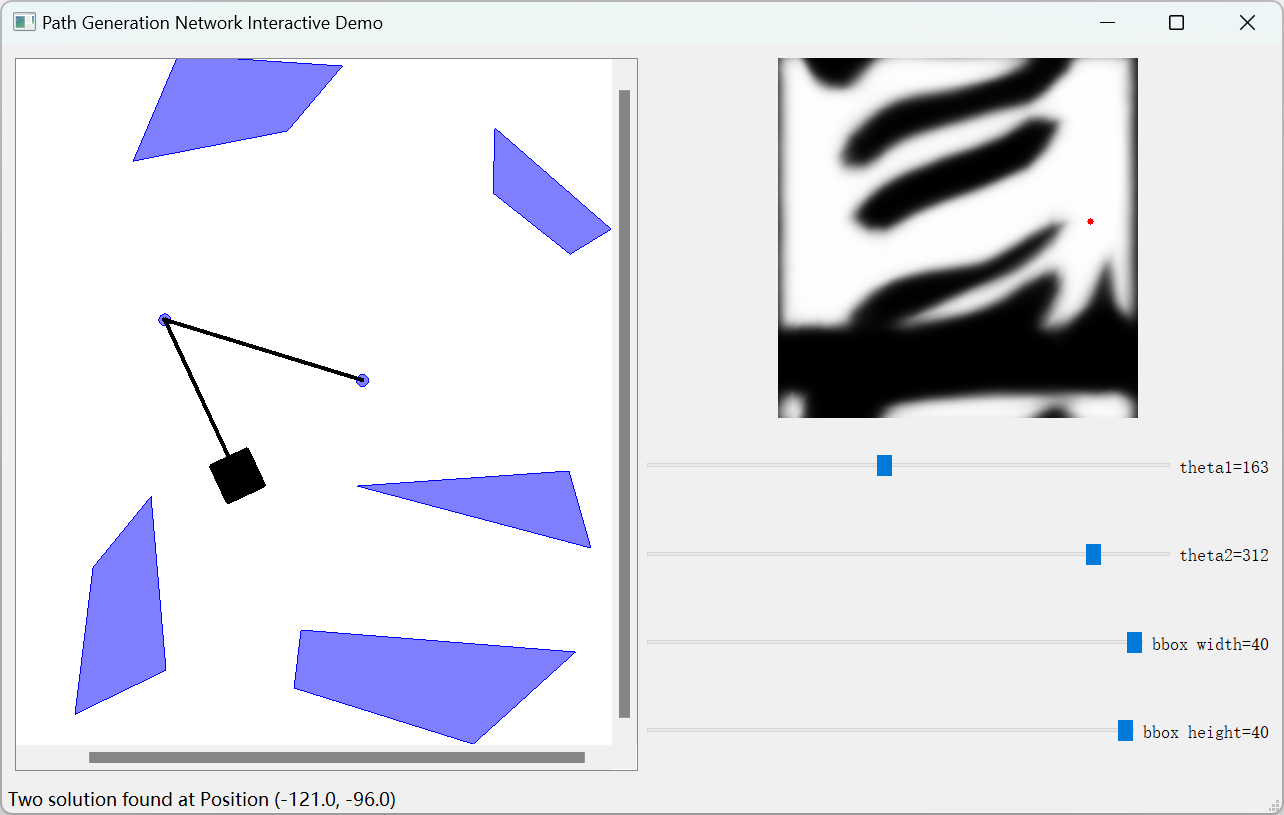 Path Generation Network Interactive Demo
theta1=163
theta2=312
bbox width=40
bbox height=40
Two solution found at Position (-121.0, -96.0)